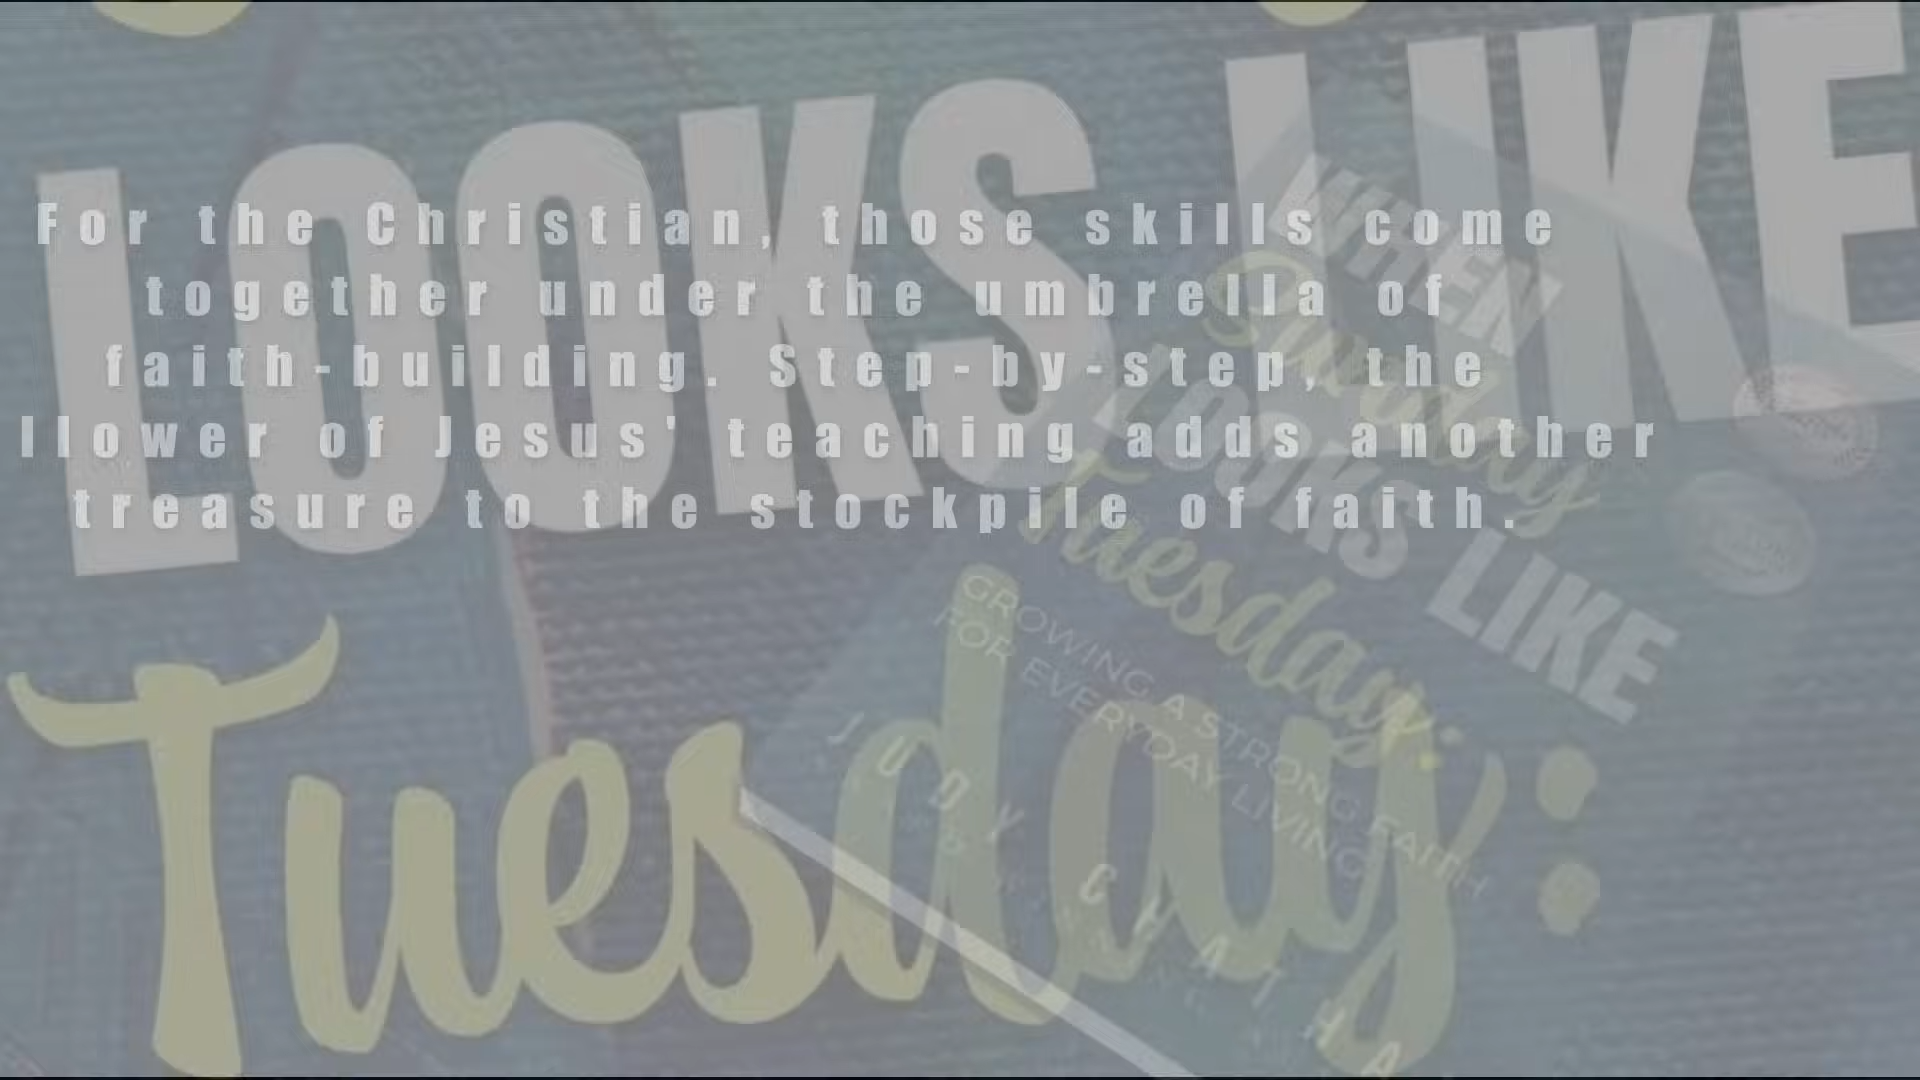 LOOKS LIKE
Tuesday:
For the Christian, those skills come
together under the umbrella of
faith-building. Step-by-step, the
llower of Jesus' teaching adds another
treasure to the stockpile of faith.
WHEN
Sunday
LOOKS LIKE
Tuesday:
GROWING A STRONG FAITH
FOR EVERYDAY LIVING
JUDY